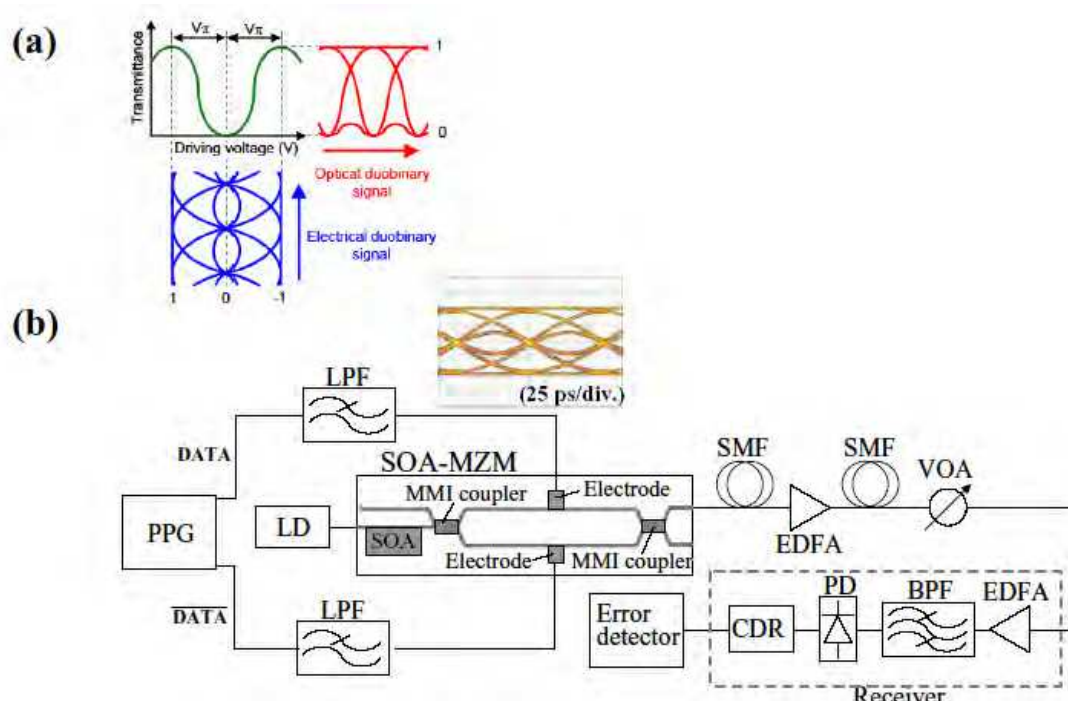 (a)
Vπ Vπ
Transmittance
1
0
Driving voltage (V)
Optical duobinary
signal
Electrical duobinary
signal
1 0 -1
(b)
(25 ps/div.)
LPF
DATA
SOA-MZM
MMI coupler
Electrode
SMF
SMF
VOA
PPG
LD
SOA
Electrode
MMI coupler
EDFA
DATA
LPF
Error
detector
CDR
PD
BPF
EDFA
Receiver